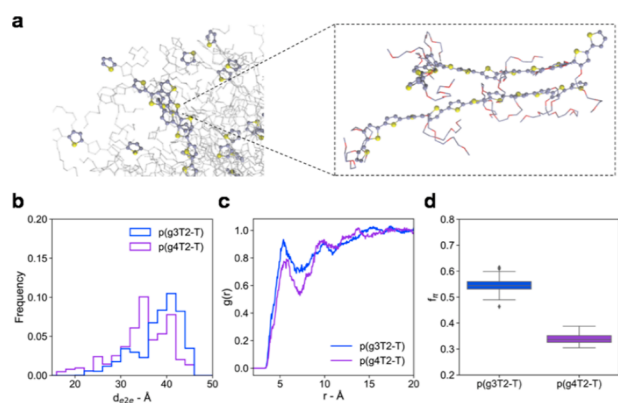 a
b
c
d
0.20
0.15
0.10
0.05
0.00
Frequency
p(g3T2-T)
p(g4T2-T)
20
30
40
50
d_e2e - Å
1.0
0.8
0.6
0.4
0.2
0.0
g(r)
p(g3T2-T)
p(g4T2-T)
5
10
15
20
r - Å
0.8
0.7
0.6
0.5
0.4
0.3
0.2
p(g3T2-T)
p(g4T2-T)